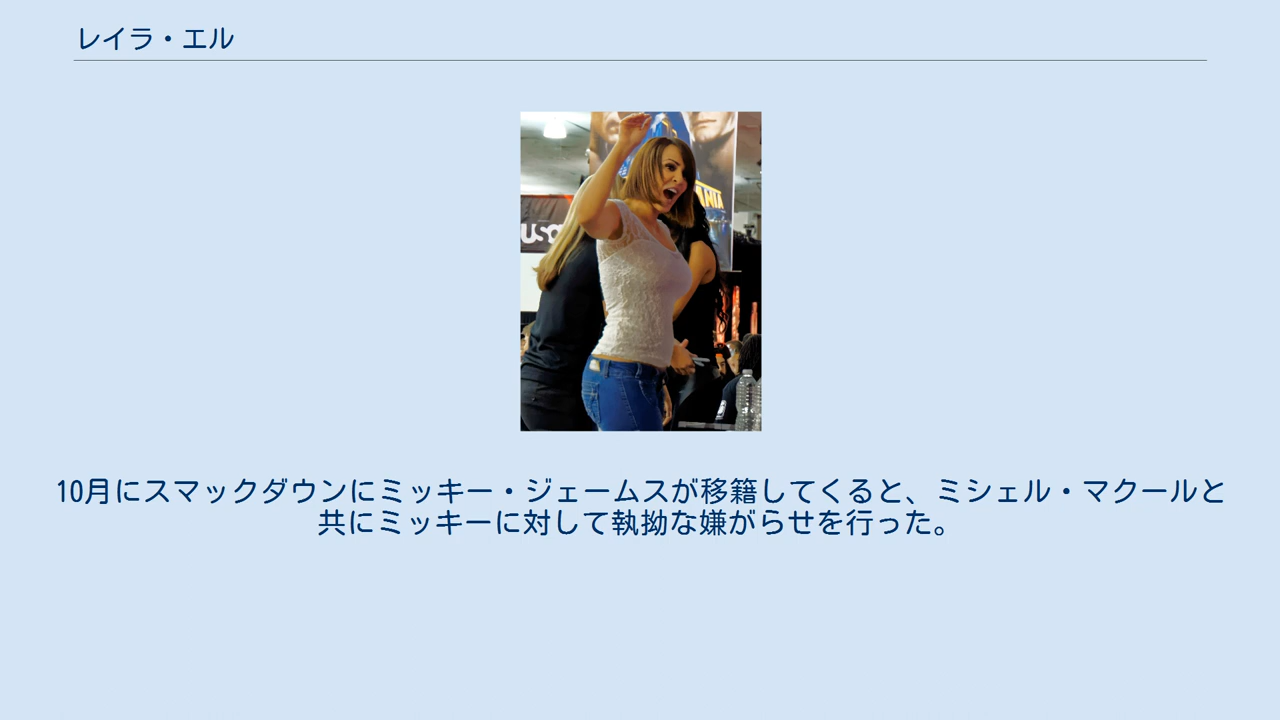 レイラ・エル
USA
ANIA
10月にスマックダウンにミッキー・ジェームスが移籍してくると、ミシェル・マクールと
共にミッキーに対して執拗な嫌がらせを行った。